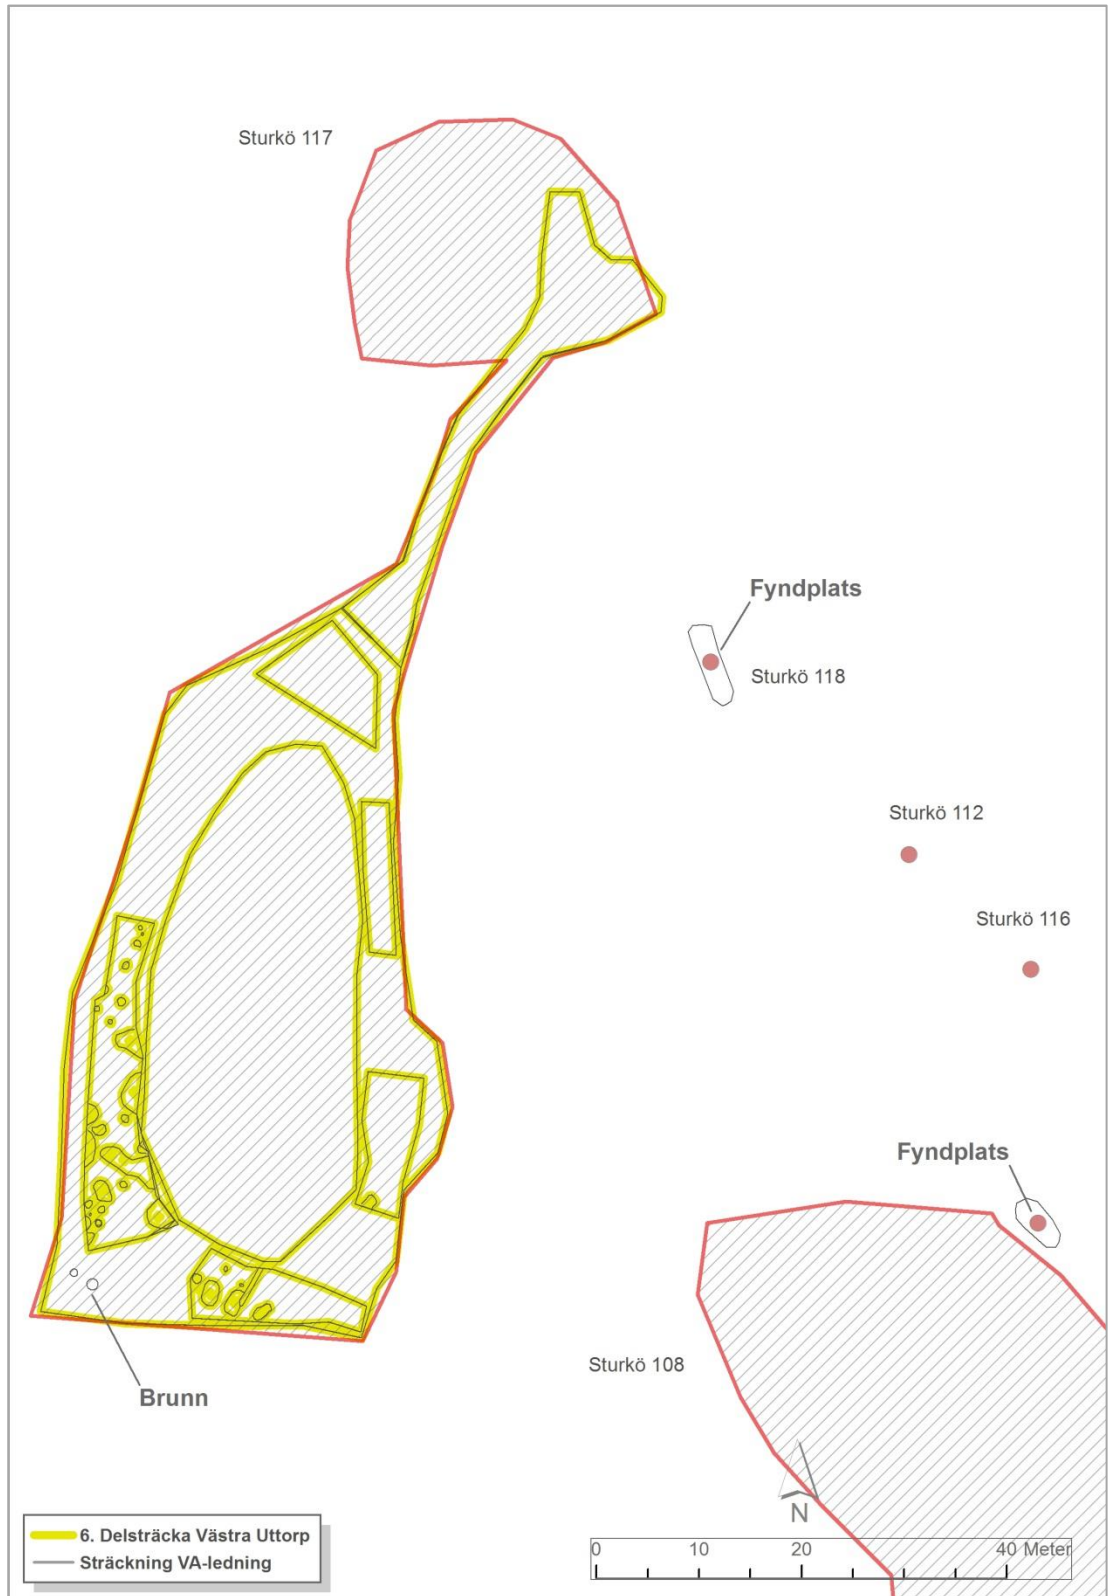 Sturkö 117
Fyndplats
Sturkö 118
Sturkö 112
Sturkö 116
Fyndplats
Sturkö 108
Brunn
N
6. Delsträcka Västra Uttorp
Sträckning VA-ledning
0 10 20 40 Meter